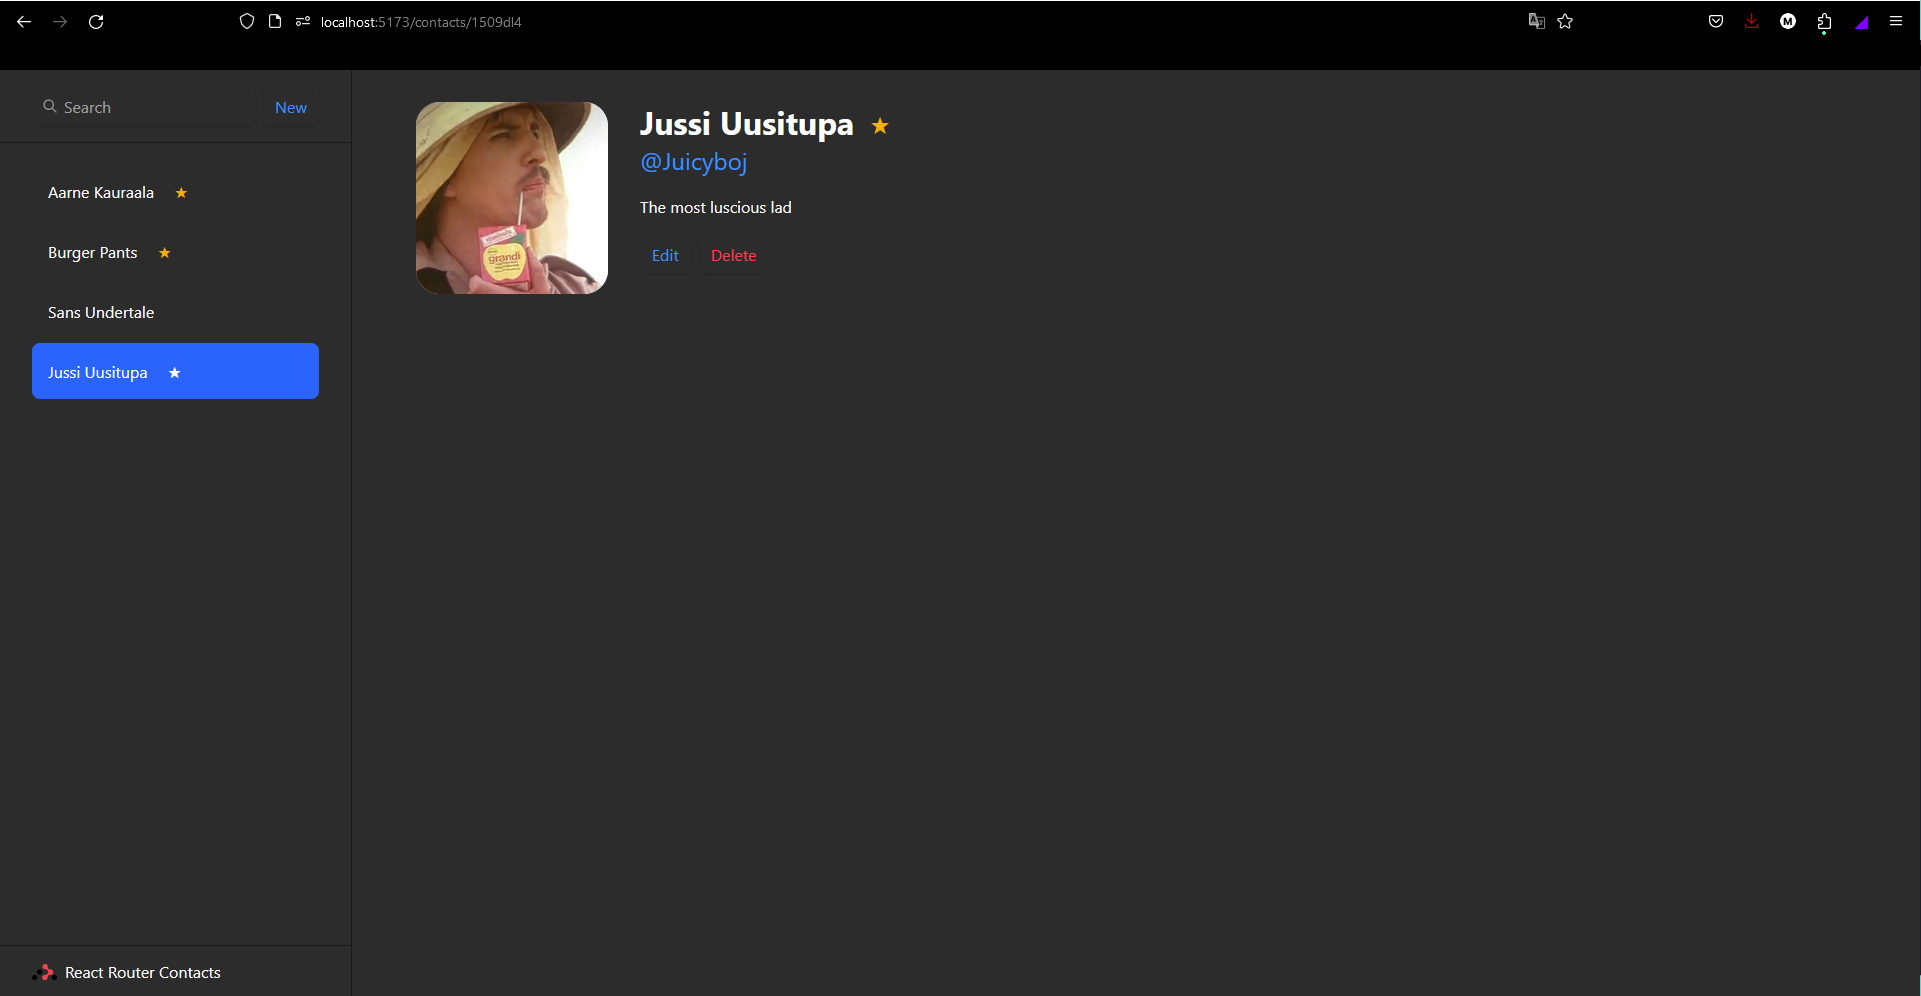 localhost:5173/contacts/1509dl4
Search
New
Aarne Kauraala ★
Burger Pants ★
Sans Undertale
Jussi Uusitupa ★
Jussi Uusitupa ★
@Juicyboj
The most luscious lad
grandi
Edit
Delete
React Router Contacts